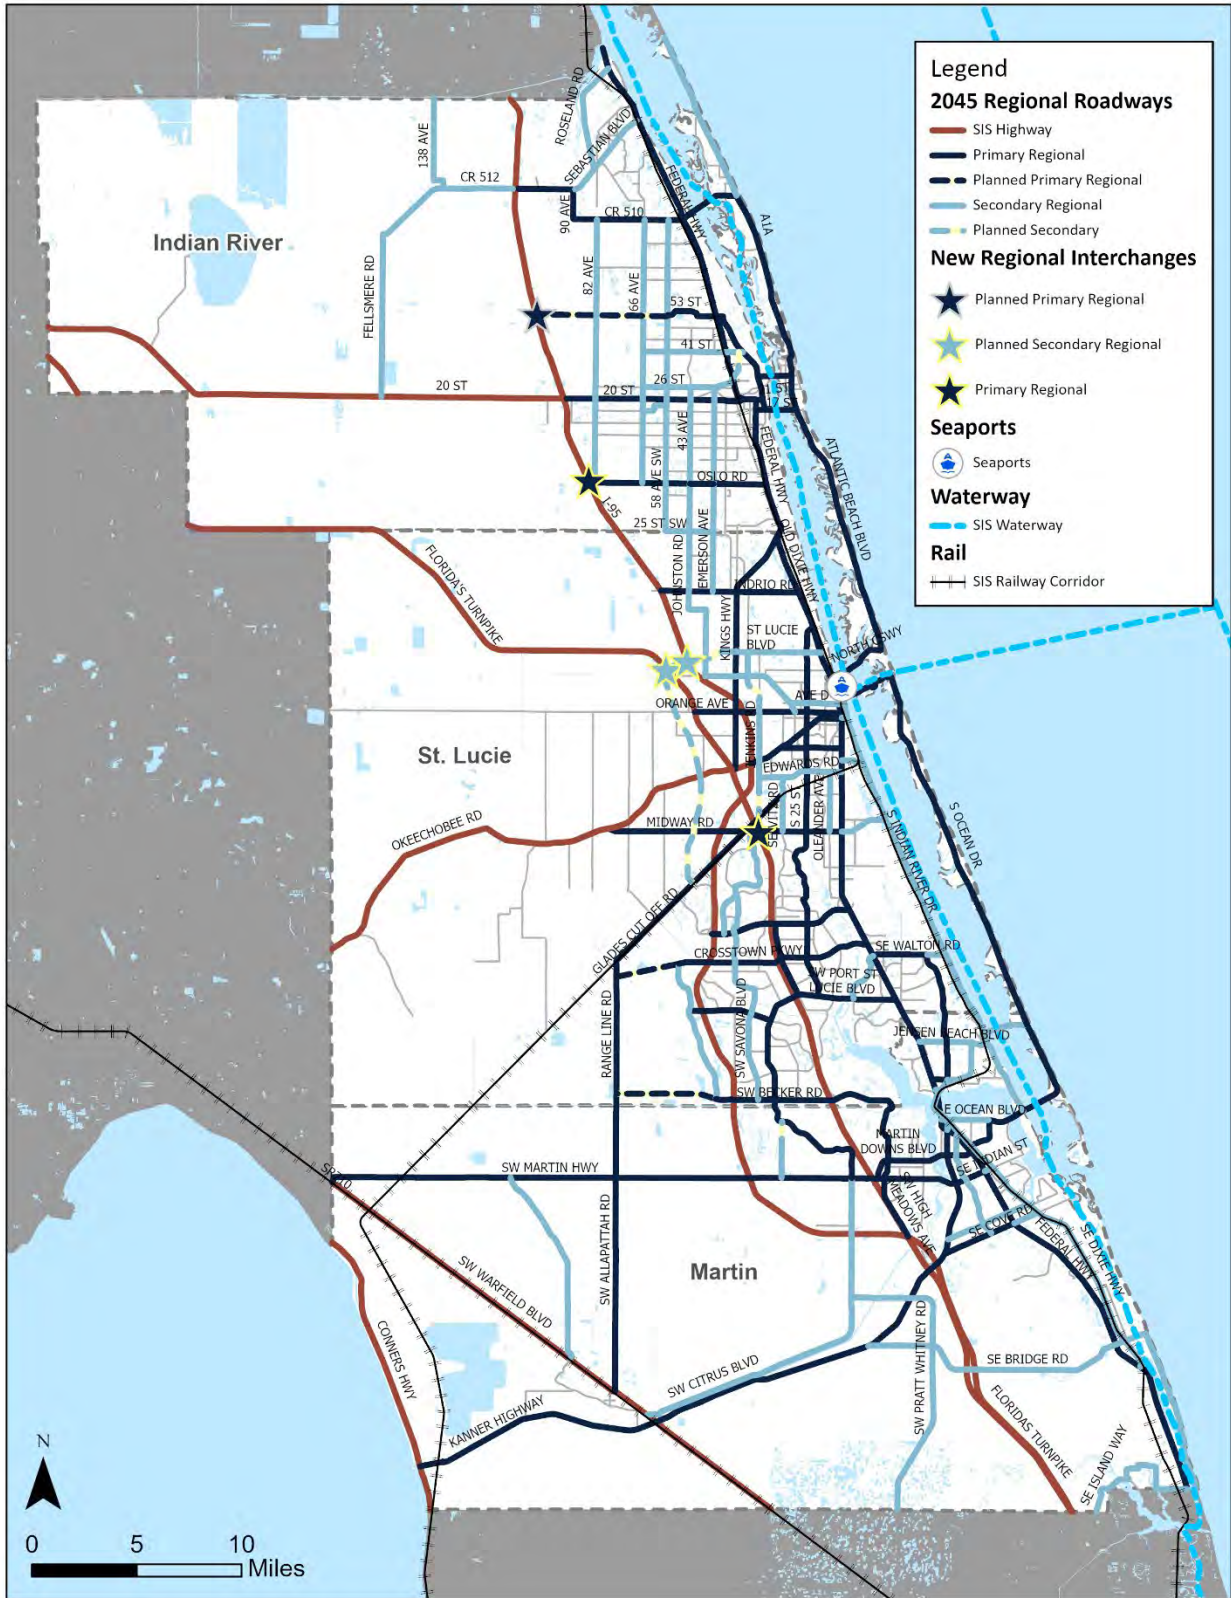 Legend
2045 Regional Roadways
SIS Highway
Primary Regional
Planned Primary Regional
Secondary Regional
Planned Secondary
New Regional Interchanges
Planned Primary Regional
Planned Secondary Regional
Primary Regional
Seaports
Seaports
Waterway
SIS Waterway
Rail
SIS Railway Corridor
ROSELAND RD
138 AVE
SEBASTIAN BLVD
CR 512
FEDERAL HWY
90 AVE
CR 510
A1A
Indian River
FELLSMERE RD
82 AVE
66 AVE
53 ST
41 ST
26 ST
20 ST
20 ST
17 S
43 AVE
FEDERAL HWY
ATLANTIC BEACH BLVD
58 AVE SW
OSLO RD
I-95
25 ST SW
OLD DIXIE HWY
FLORIDA'S TURNPIKE
JOHNSTON RD
EMERSON AVE
INDRIO RD
KINGS HWY
ST LUCIE
BLVD
NORTH CSWY
ORANGE AVE
AVE D
JENKINS RD
St. Lucie
EDWARDS RD
OKEECHOBEE RD
MIDWAY RD
S 25 ST
OLEANDER AVE
S INDIAN RIVER DR
S OCEAN DR
GLADES CUT OFF RD
CROSSTOWN PKWY
SE WALTON RD
SW PORT ST
LUCIE BLVD
RANGE LINE RD
SW SAVONA BLVD
JENSEN BEACH BLVD
SW BECKER RD
E OCEAN BLVD
MARTIN
DOWNS BLVD
SW MARTIN HWY
SE INDIAN ST
SR 710
SW HIGH
MEADOWS AVE
SE COVE RD
FEDERAL HWY
SE DIXIE HWY
SW ALLAPATTAH RD
SW WARFIELD BLVD
Martin
CONNERS HWY
SW PRATT WHITNEY RD
SE BRIDGE RD
SW CITRUS BLVD
KANNER HIGHWAY
FLORIDAS TURNPIKE
SE ISLAND WAY
N
0 5 10
Miles